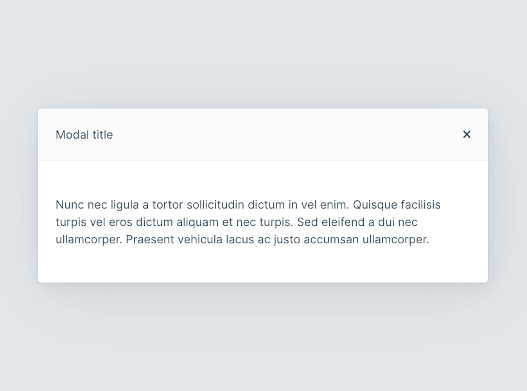 Modal title
Nunc nec ligula a tortor sollicitudin dictum in vel enim. Quisque facilisis
turpis vel eros dictum aliquam et nec turpis. Sed eleifend a dui nec
ullamcorper. Praesent vehicula lacus ac justo accumsan ullamcorper.